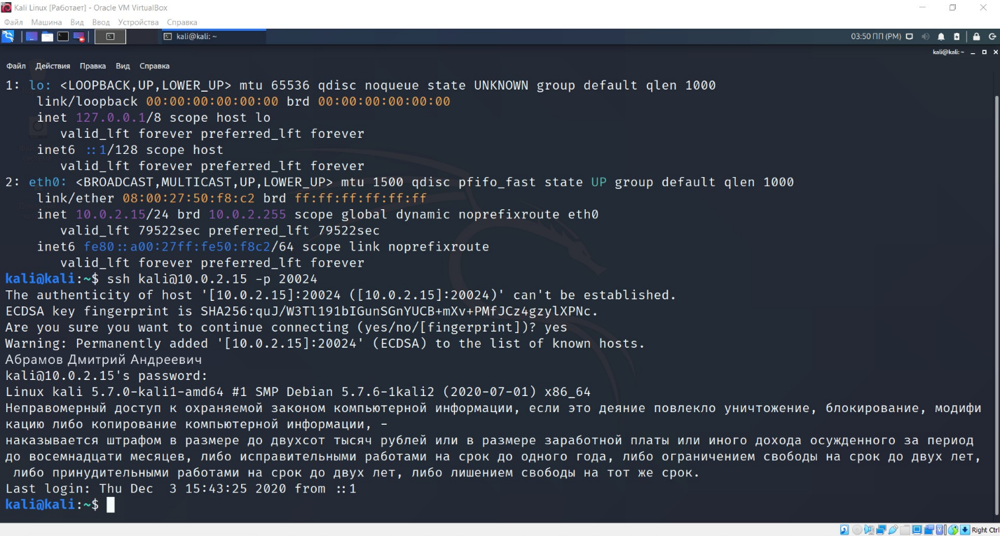 Kali Linux [Работает] - Oracle VM VirtualBox
Файл Машина Вид Ввод Устройства Справка
kali@kali: ~
03:50 ПП (PM)
kali@kali: ~
Файл Действия Правка Вид Справка
1: lo: <LOOPBACK,UP,LOWER_UP> mtu 65536 qdisc noqueue state UNKNOWN group default qlen 1000
link/loopback 00:00:00:00:00:00 brd 00:00:00:00:00:00
inet 127.0.0.1/8 scope host lo
valid_lft forever preferred_lft forever
inet6 ::1/128 scope host
valid_lft forever preferred_lft forever
2: eth0: <BROADCAST,MULTICAST,UP,LOWER_UP> mtu 1500 qdisc pfifo_fast state UP group default qlen 1000
link/ether 08:00:27:50:f8:c2 brd ff:ff:ff:ff:ff:ff
inet 10.0.2.15/24 brd 10.0.2.255 scope global dynamic noprefixroute eth0
valid_lft 79522sec preferred_lft 79522sec
inet6 fe80::a00:27ff:fe50:f8c2/64 scope link noprefixroute
valid_lft forever preferred_lft forever
kali@kali:~$ ssh kali@10.0.2.15 -p 20024
The authenticity of host '[10.0.2.15]:20024 ([10.0.2.15]:20024)' can't be established.
ECDSA key fingerprint is SHA256:quJ/W3Tl191bIGunSGnYUCB+mXv+PMfJCz4gzylXPNc.
Are you sure you want to continue connecting (yes/no/[fingerprint])? yes
Warning: Permanently added '[10.0.2.15]:20024' (ECDSA) to the list of known hosts.
Абрамов Дмитрий Андреевич
kali@10.0.2.15's password:
Linux kali 5.7.0-kali1-amd64 #1 SMP Debian 5.7.6-1kali2 (2020-07-01) x86_64
Неправомерный доступ к охраняемой законом компьютерной информации, если это деяние повлекло уничтожение, блокирование, модифи
кацию либо копирование компьютерной информации, -
наказывается штрафом в размере до двухсот тысяч рублей или в размере заработной платы или иного дохода осужденного за период
до восемнадцати месяцев, либо исправительными работами на срок до одного года, либо ограничением свободы на срок до двух лет,
либо принудительными работами на срок до двух лет, либо лишением свободы на тот же срок.
Last login: Thu Dec  3 15:43:25 2020 from ::1
kali@kali:~$
Right Ctrl